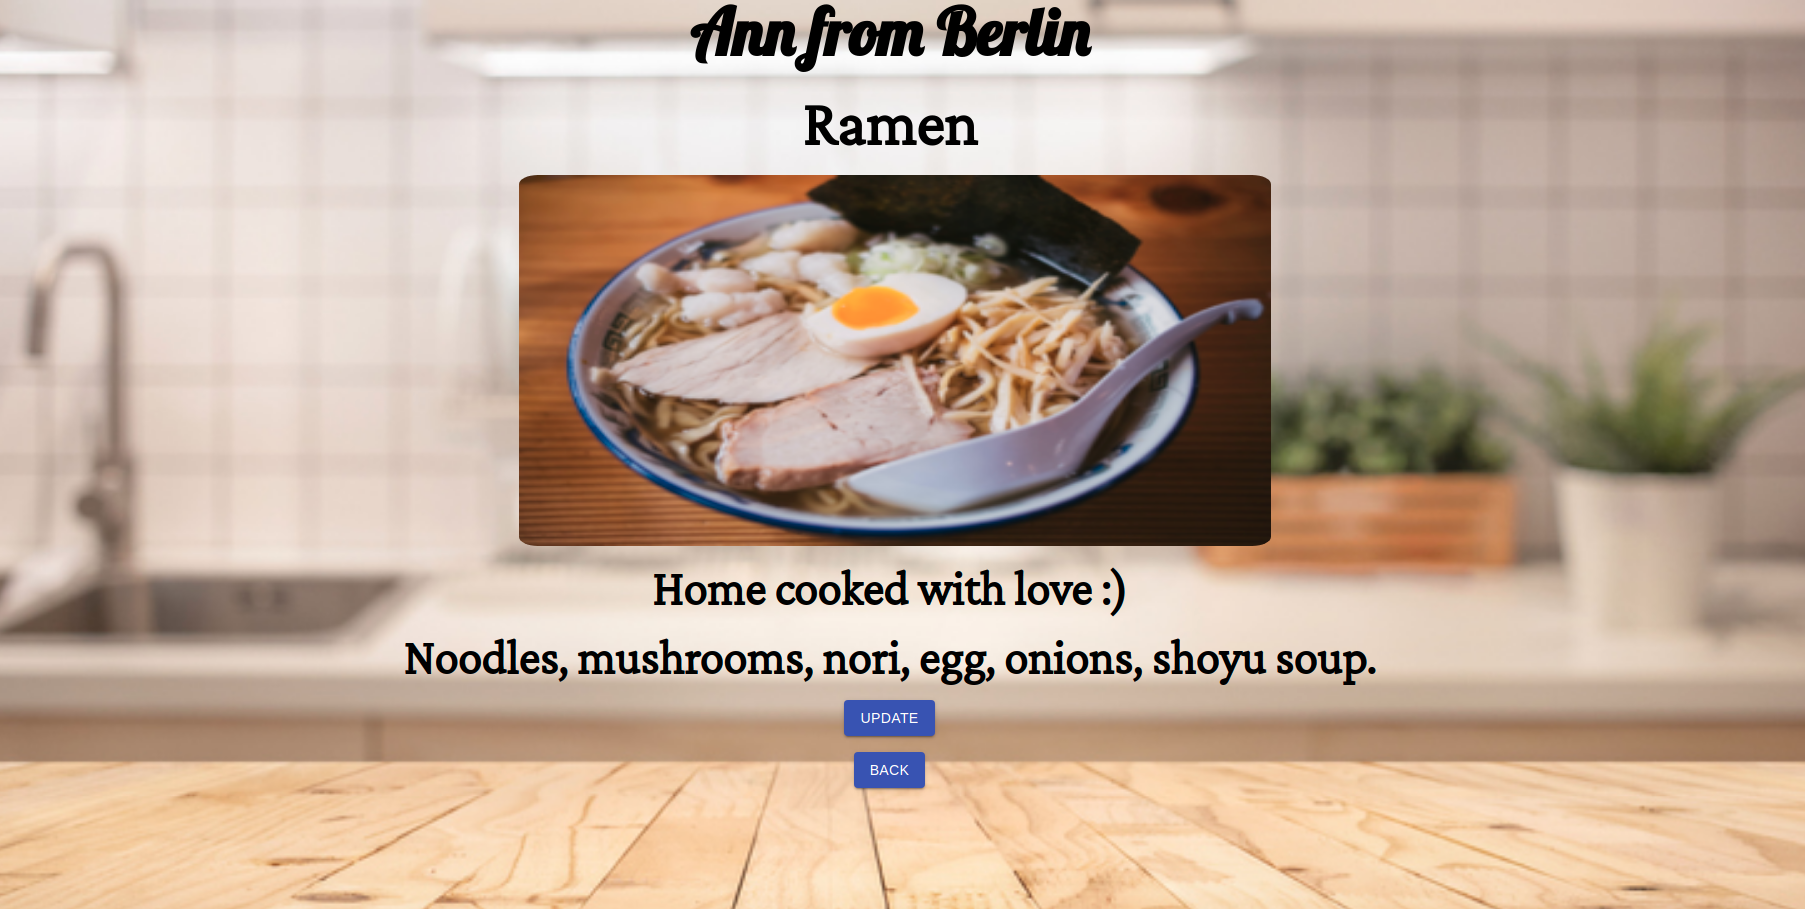 Ann from Berlin
Ramen
Home cooked with love :)
Noodles, mushrooms, nori, egg, onions, shoyu soup.
UPDATE
BACK